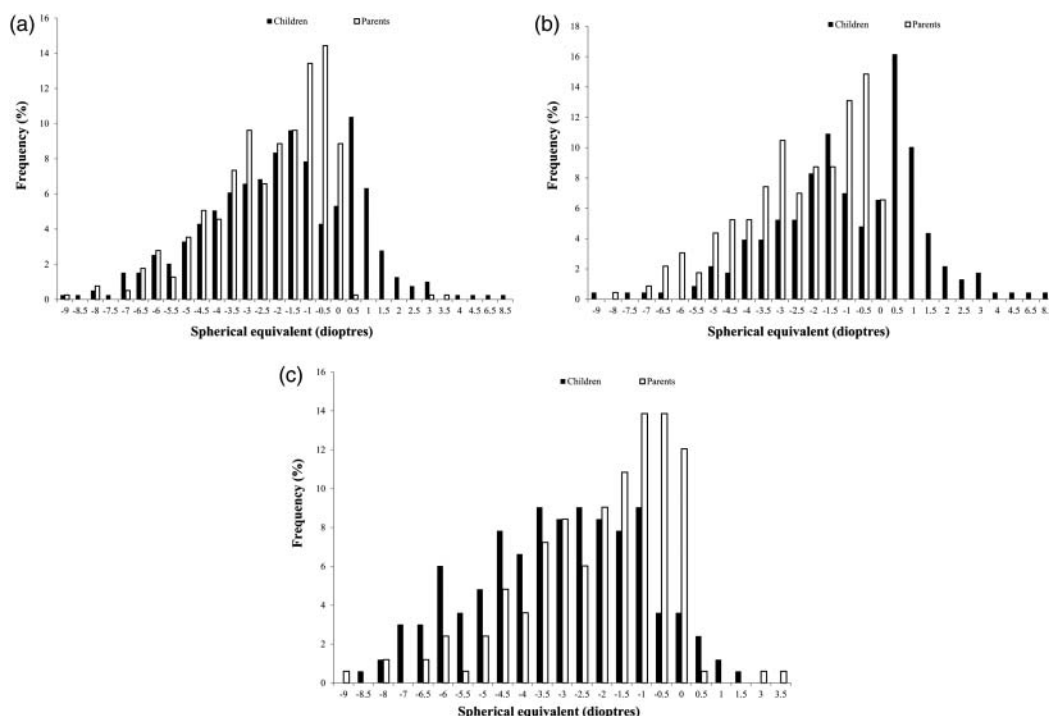 (a)
Children Parents
16
14
12
10
8
6
4
2
0
Frequency (%)
-9 -8.5 -8 -7.5 -7 -6.5 -6 -5.5 -5 -4.5 -4 -3.5 -3 -2.5 -2 -1.5 -1 -0.5 0 0.5 1 1.5 2 2.5 3 3.5 4 4.5 6.5 8.5
Spherical equivalent (dioptres)
(b)
Children Parents
18
16
14
12
10
8
6
4
2
0
Frequency (%)
-9 -8 -7.5 -7 -6.5 -6 -5.5 -5 -4.5 -4 -3.5 -3 -2.5 -2 -1.5 -1 -0.5 0 0.5 1 1.5 2 2.5 3 4 4.5 6.5 8.
Spherical equivalent (dioptres)
(c)
Children Parents
16
14
12
10
8
6
4
2
0
Frequency (%)
-9 -8.5 -8 -7 -6.5 -6 -5.5 -5 -4.5 -4 -3.5 -3 -2.5 -2 -1.5 -1 -0.5 0 0.5 1 1.5 3 3.5
Spherical equivalent (dioptres)